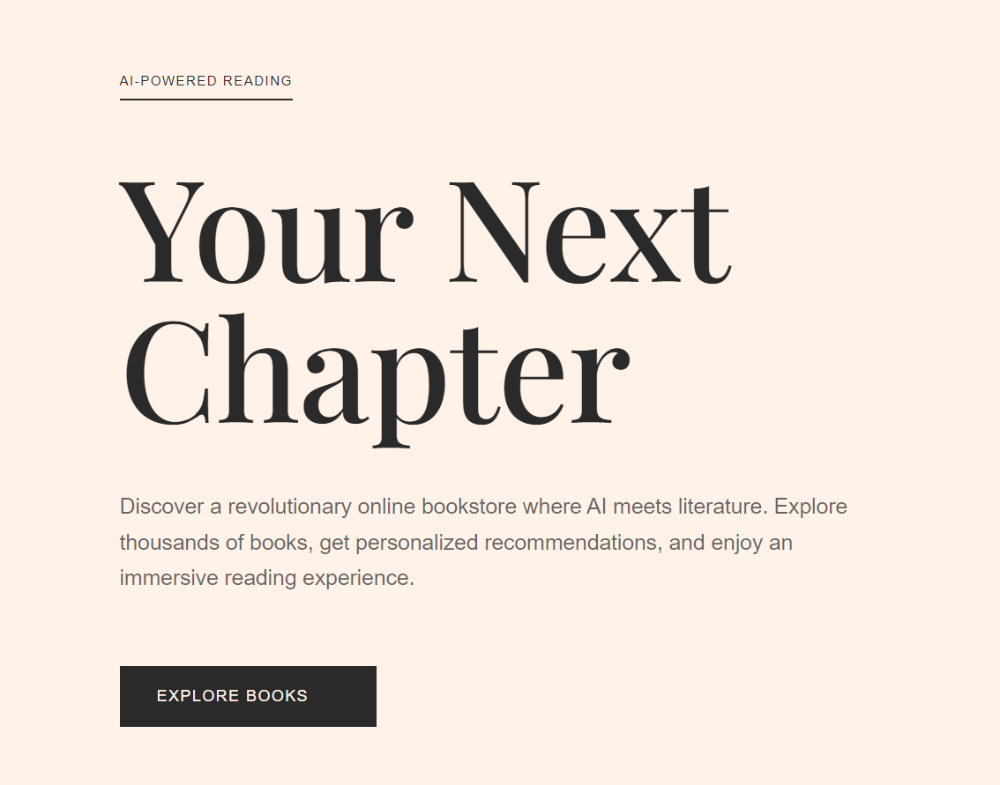 AI-POWERED READING
Your Next
Chapter
Discover a revolutionary online bookstore where AI meets literature. Explore
thousands of books, get personalized recommendations, and enjoy an
immersive reading experience.
EXPLORE BOOKS